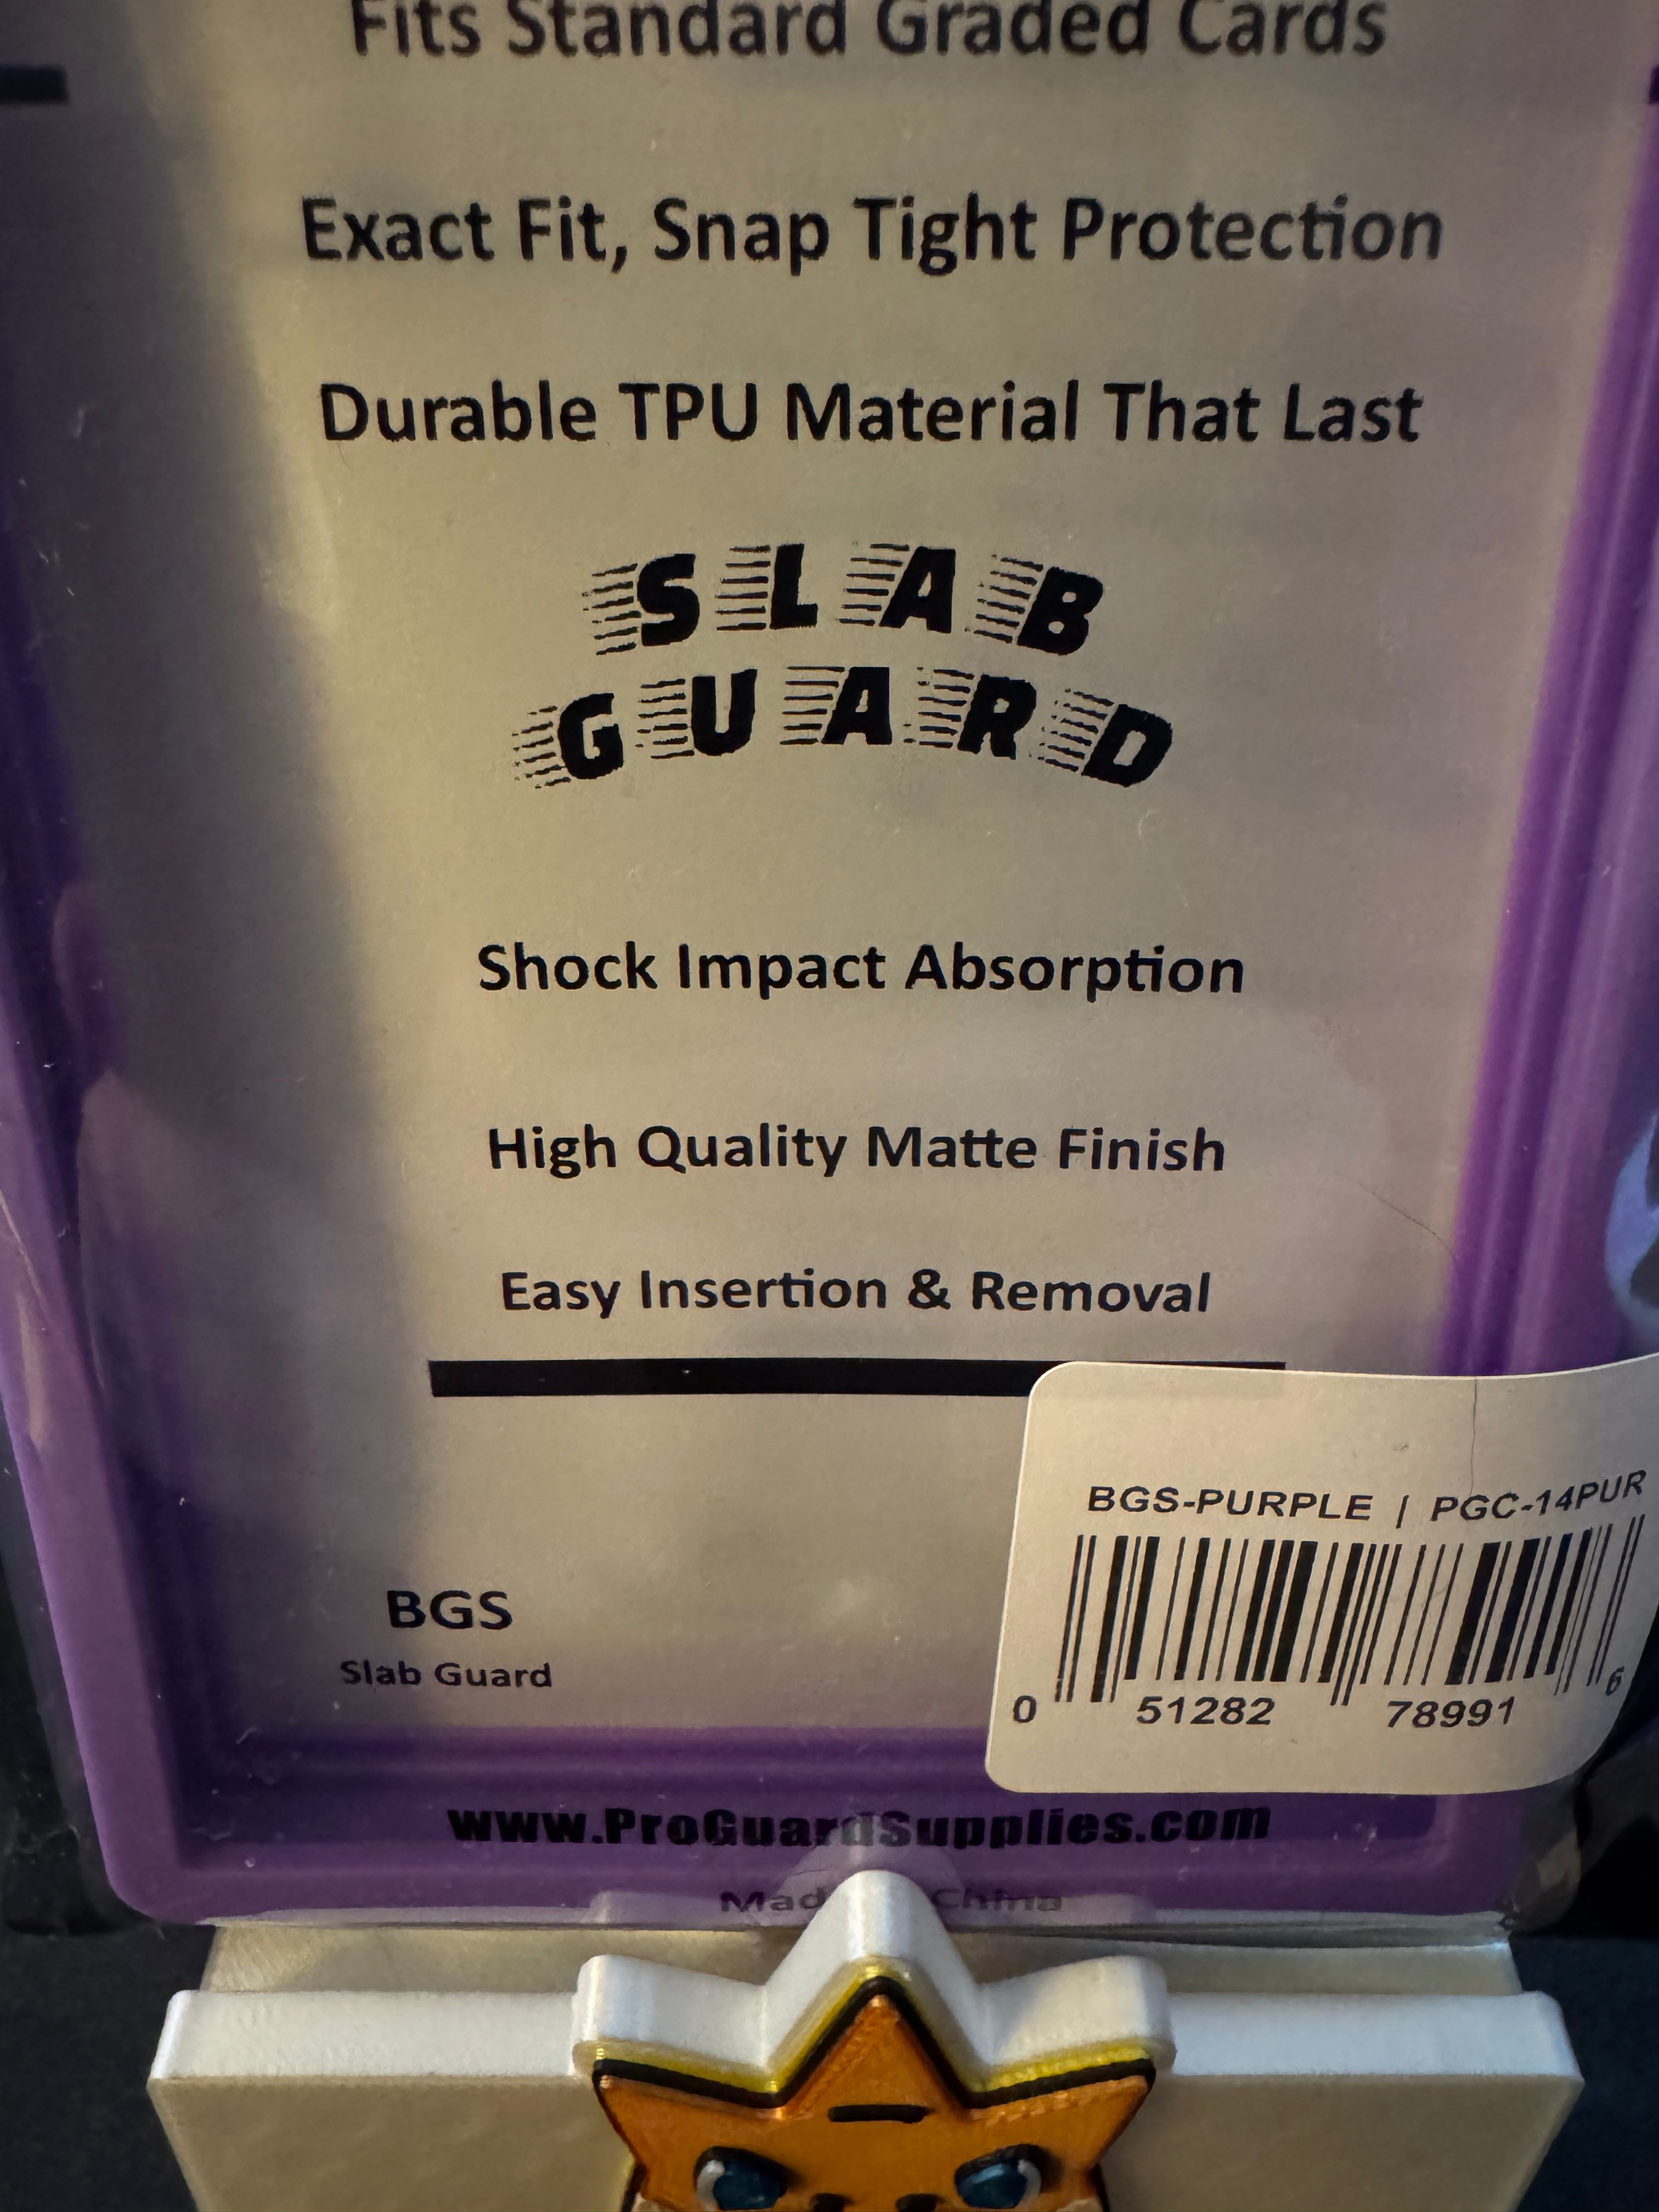 Fits Standard Graded Cards
Exact Fit, Snap Tight Protection
Durable TPU Material That Last
SLAB
GUARD
Shock Impact Absorption
High Quality Matte Finish
Easy Insertion & Removal
BGS-PURPLE | PGC-14PUR
0 51282 78991 6
BGS
Slab Guard
www.ProGuardSupplies.com
China